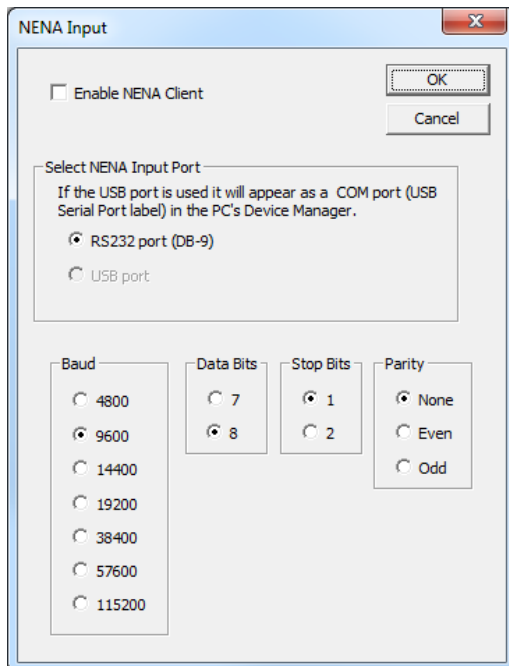 NENA Input
Enable NENA Client
OK
Cancel
Select NENA Input Port
If the USB port is used it will appear as a COM port (USB
Serial Port label) in the PC's Device Manager.
RS232 port (DB-9)
USB port
Baud
4800
9600
14400
19200
38400
57600
115200
Data Bits
7
8
Stop Bits
1
2
Parity
None
Even
Odd